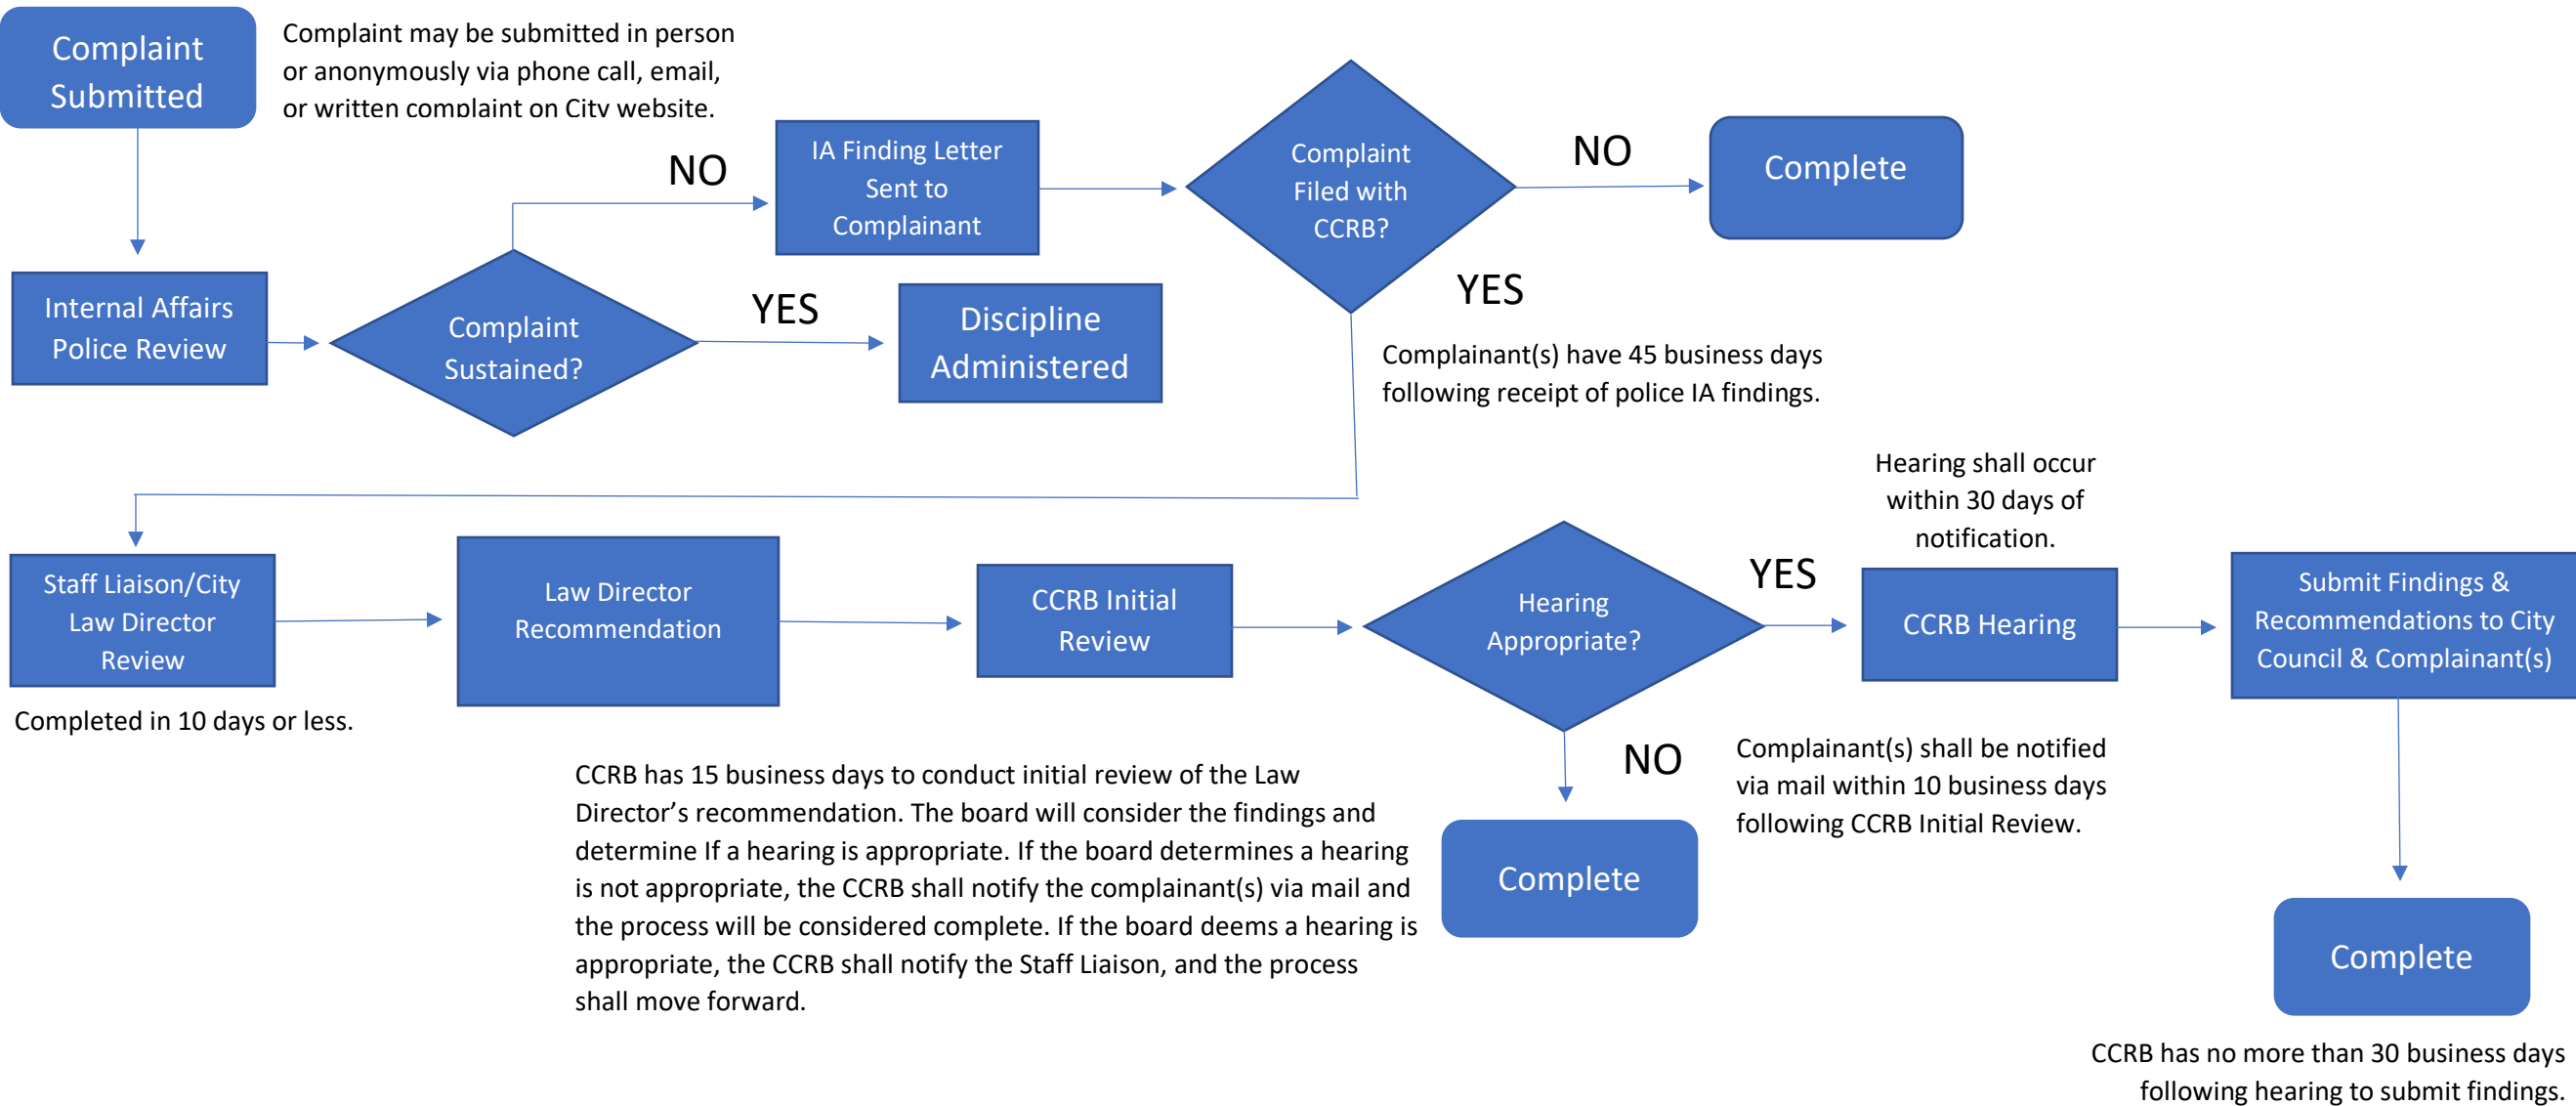 Complaint
Submitted
Complaint may be submitted in person
or anonymously via phone call, email,
or written complaint on City website.
NO
IA Finding Letter
Sent to
Complainant
Complaint
Filed with
CCRB?
NO
Complete
Internal Affairs
Police Review
Complaint
Sustained?
YES
Discipline
Administered
YES
Complainant(s) have 45 business days
following receipt of police IA findings.
Staff Liaison/City
Law Director
Review
Completed in 10 days or less.
Law Director
Recommendation
CCRB Initial
Review
CCRB has 15 business days to conduct initial review of the Law
Director’s recommendation. The board will consider the findings and
determine If a hearing is appropriate. If the board determines a hearing
is not appropriate, the CCRB shall notify the complainant(s) via mail and
the process will be considered complete. If the board deems a hearing is
appropriate, the CCRB shall notify the Staff Liaison, and the process
shall move forward.
Hearing
Appropriate?
NO
Complete
YES
Hearing shall occur
within 30 days of
notification.
CCRB Hearing
Complainant(s) shall be notified
via mail within 10 business days
following CCRB Initial Review.
Submit Findings &
Recommendations to City
Council & Complainant(s)
Complete
CCRB has no more than 30 business days
following hearing to submit findings.